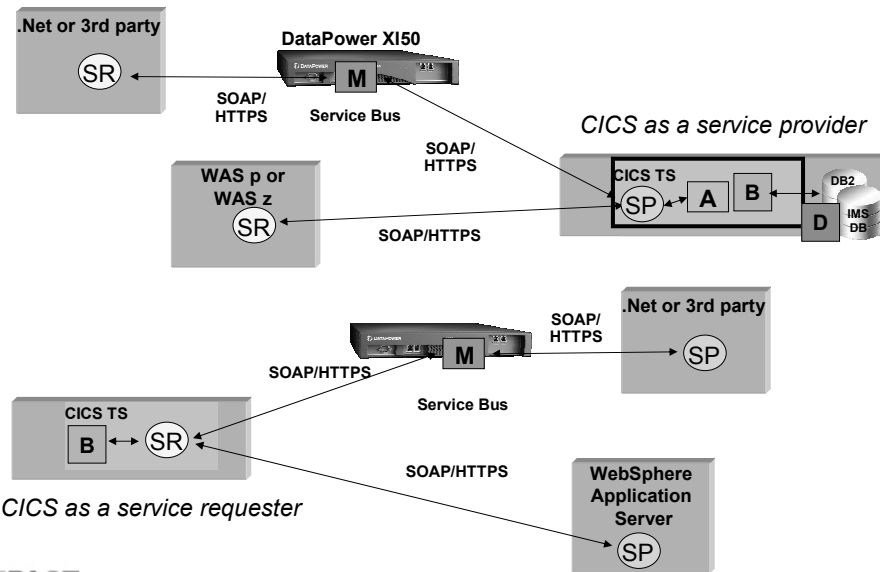 .Net or 3rd party
SR
DataPower XI50
DATAPOWER
M
SOAP/
HTTPS
Service Bus
SOAP/
HTTPS
CICS as a service provider
WAS p or
WAS z
SR
SOAP/HTTPS
CICS TS
SP
A
B
DB2
IMS
DB
D
.Net or 3rd party
SP
SOAP/
HTTPS
DATAPOWER
M
SOAP/HTTPS
Service Bus
CICS TS
B
SR
SOAP/HTTPS
CICS as a service requester
WebSphere
Application
Server
SP